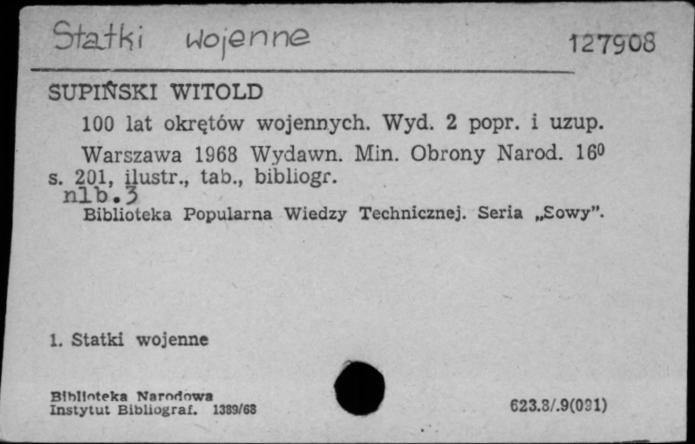 Statki wojenne
127908
SUPIŃSKI WITOLD
100 lat okrętów wojennych. Wyd. 2 popr. i uzup.
Warszawa 1968 Wydawn. Min. Obrony Narod. 16⁰
s. 201, ilustr., tab., bibliogr.
nlb.3
Biblioteka Popularna Wiedzy Technicznej. Seria „Sowy”.
1. Statki wojenne
Biblioteka Narodowa
Instytut Bibliograf. 1389/68
623.8/.9(091)